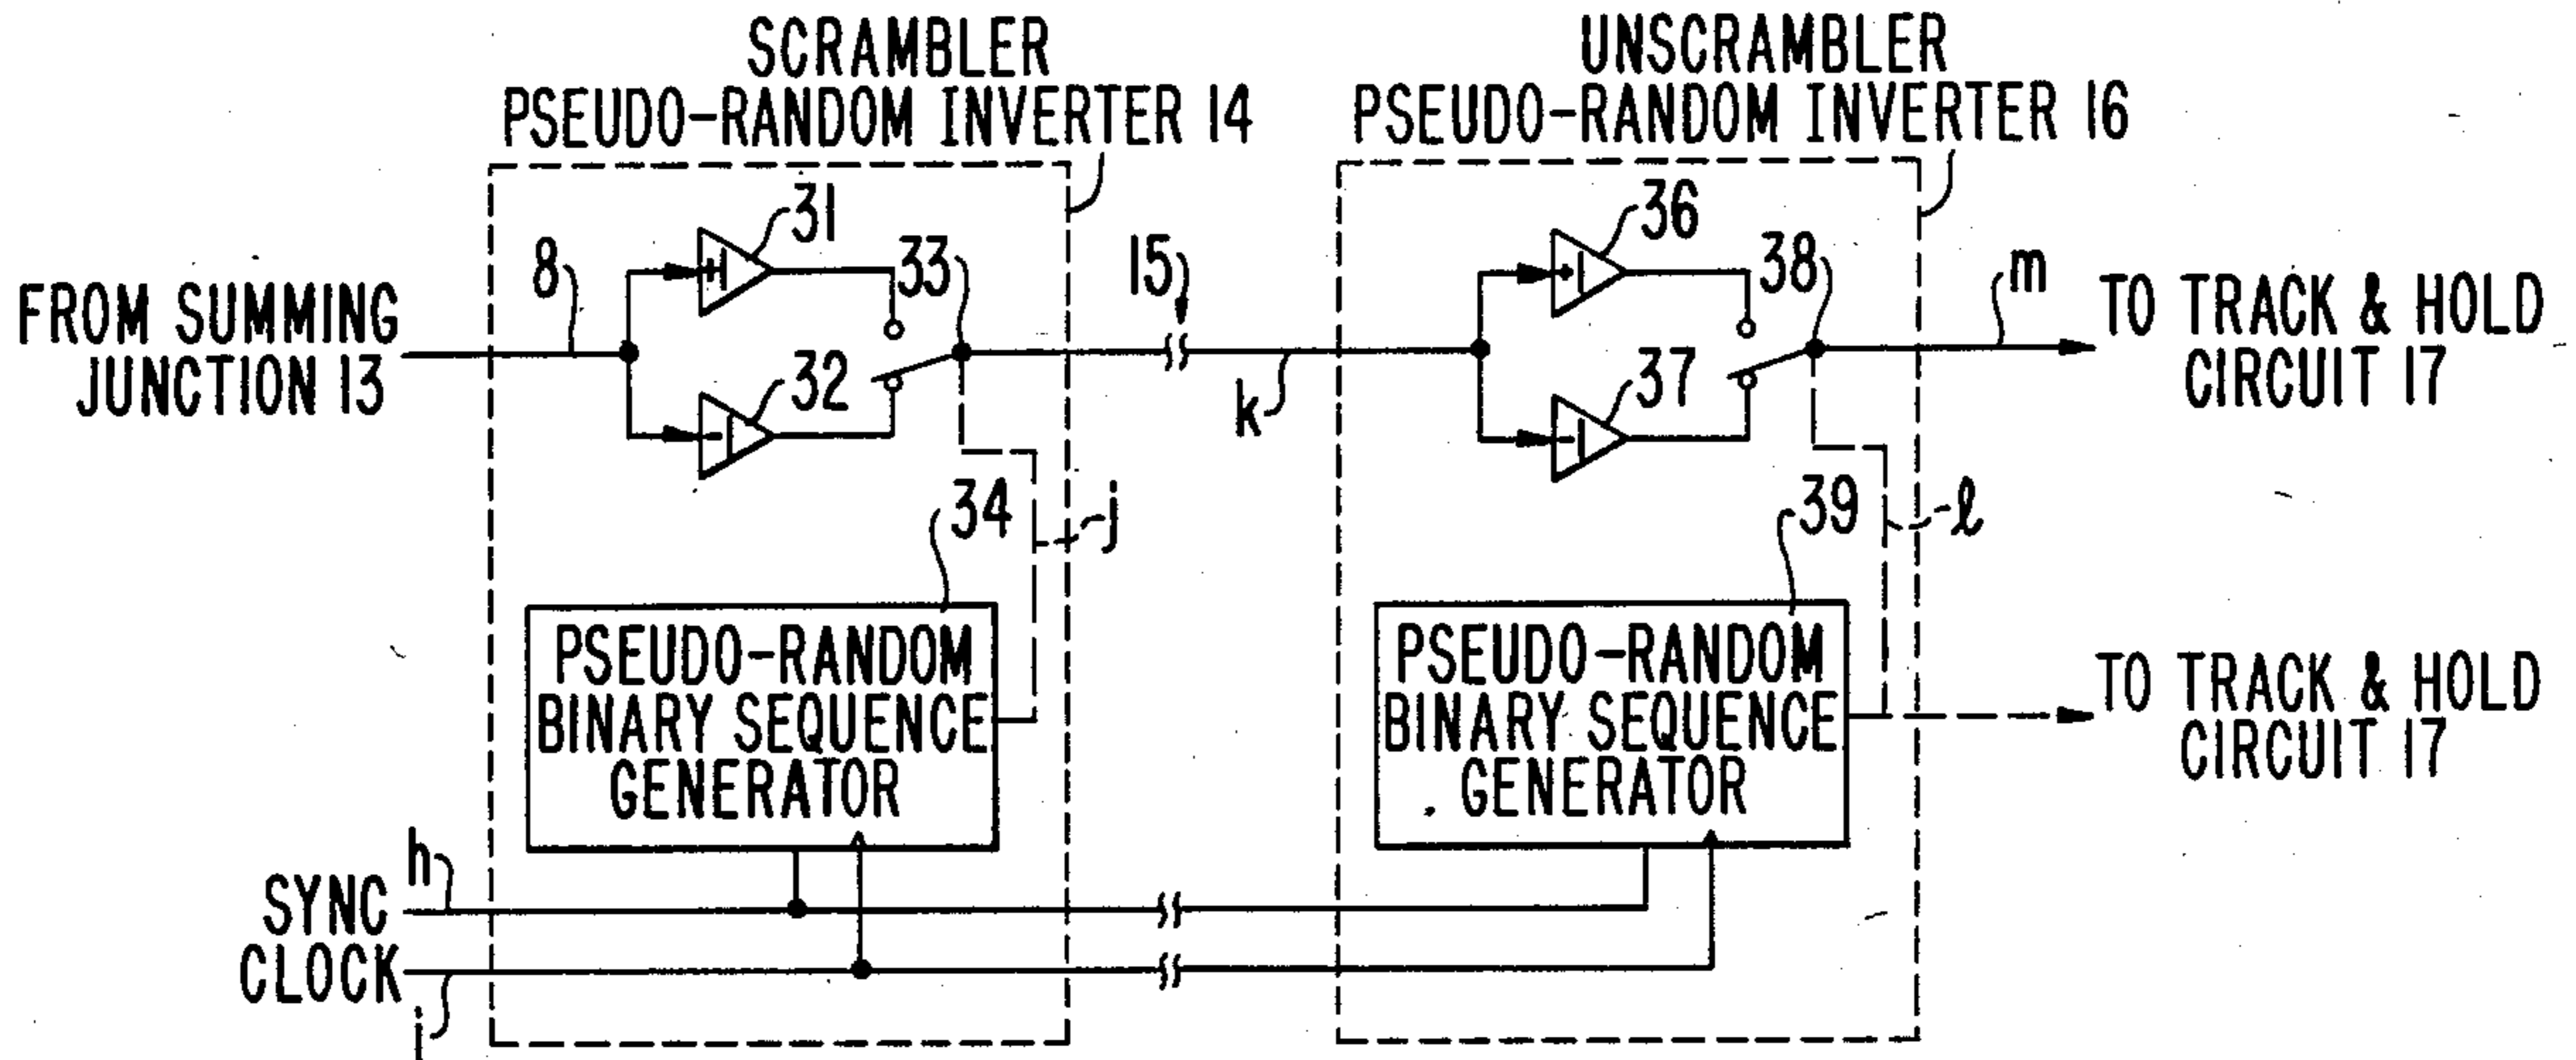 SCRAMBLER
PSEUDO-RANDOM INVERTER 14
UNSCRAMBLER
PSEUDO-RANDOM INVERTER 16
FROM SUMMING
JUNCTION 13
8
31
32
33
15
k
36
37
38
m
TO TRACK & HOLD
CIRCUIT 17
34
j
39
l
PSEUDO-RANDOM
BINARY SEQUENCE
GENERATOR
PSEUDO-RANDOM
BINARY SEQUENCE
GENERATOR
TO TRACK & HOLD
CIRCUIT 17
h
SYNC
CLOCK
i